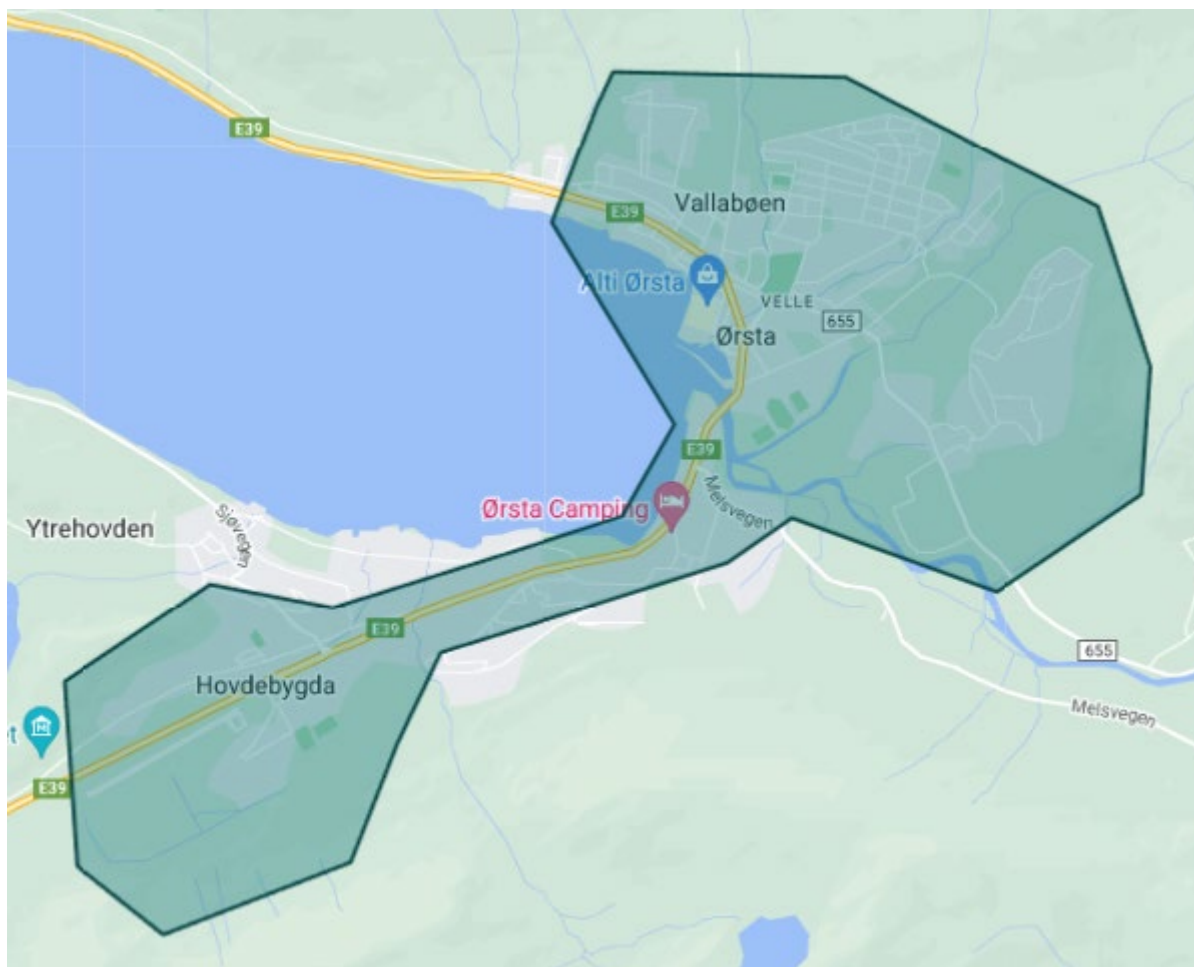 E39
Vallabøen
E39
Alti Ørsta
VELLE
655
Ørsta
E39
Melsvegen
Ørsta Camping
Sjøvegen
Ytrehovden
E39
655
Hovdebygda
Melsvegen
t
E39